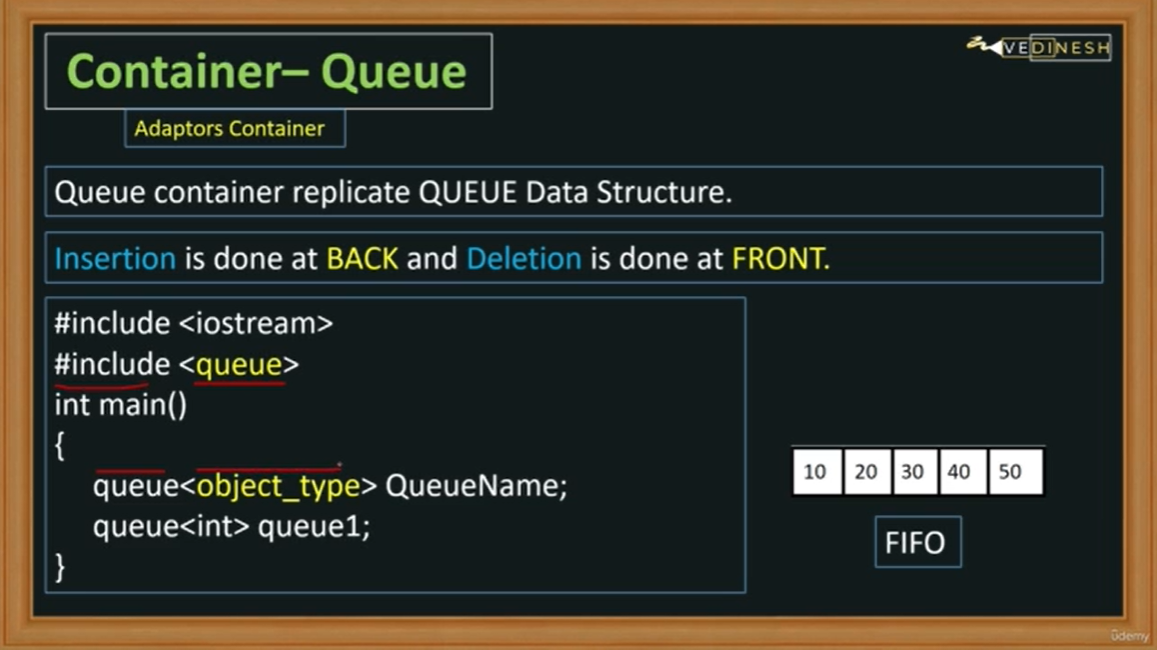 Container– Queue
VEDINESH
Adaptors Container
Queue container replicate QUEUE Data Structure.
Insertion is done at BACK and Deletion is done at FRONT.
#include <iostream>
#include <queue>
int main()
{
queue<object_type> QueueName;
queue<int> queue1;
}
10 20 30 40 50
FIFO
ûdemy